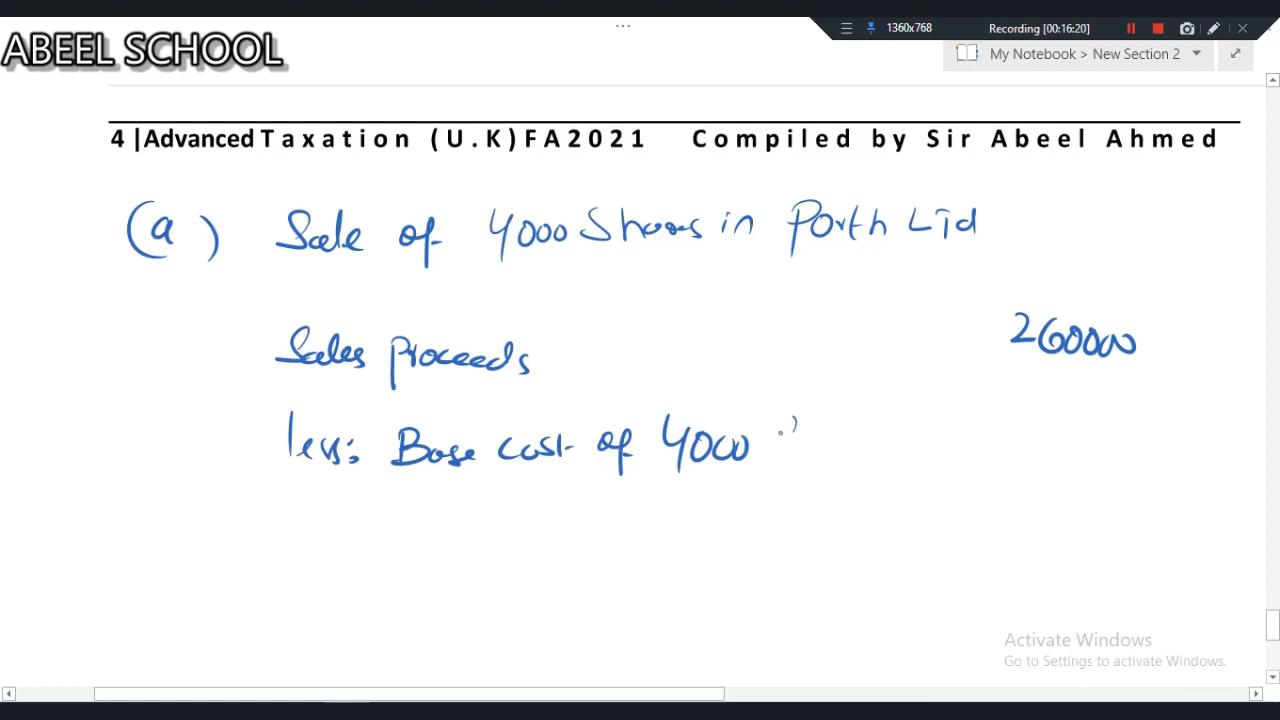 1360x768 Recording [00:16:20]
ABEEL SCHOOL
My Notebook > New Section 2
4 |Advanced Taxation (U.K)FA2021 Compiled by Sir Abeel Ahmed
(a) Sale of 4000 Shares in Porth Ltd
Sales Proceeds 260000
less: Base cost of 4000
Activate Windows
Go to Settings to activate Windows.